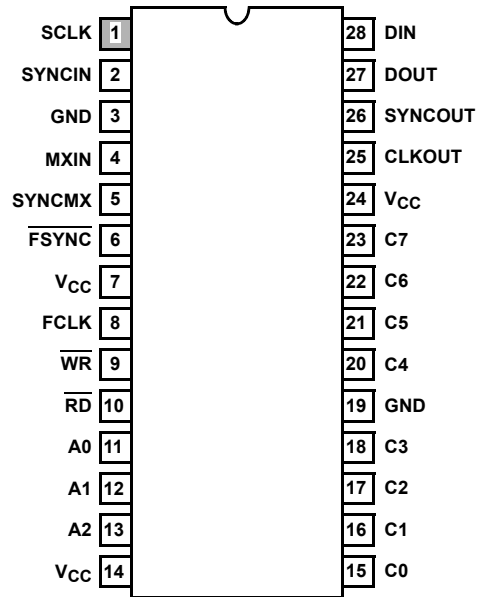 SCLK 1 28 DIN
SYNCIN 2 27 DOUT
GND 3 26 SYNCOUT
MXIN 4 25 CLKOUT
SYNCMX 5 24 VCC
FSYNC 6 23 C7
VCC 7 22 C6
FCLK 8 21 C5
WR 9 20 C4
RD 10 19 GND
A0 11 18 C3
A1 12 17 C2
A2 13 16 C1
VCC 14 15 C0